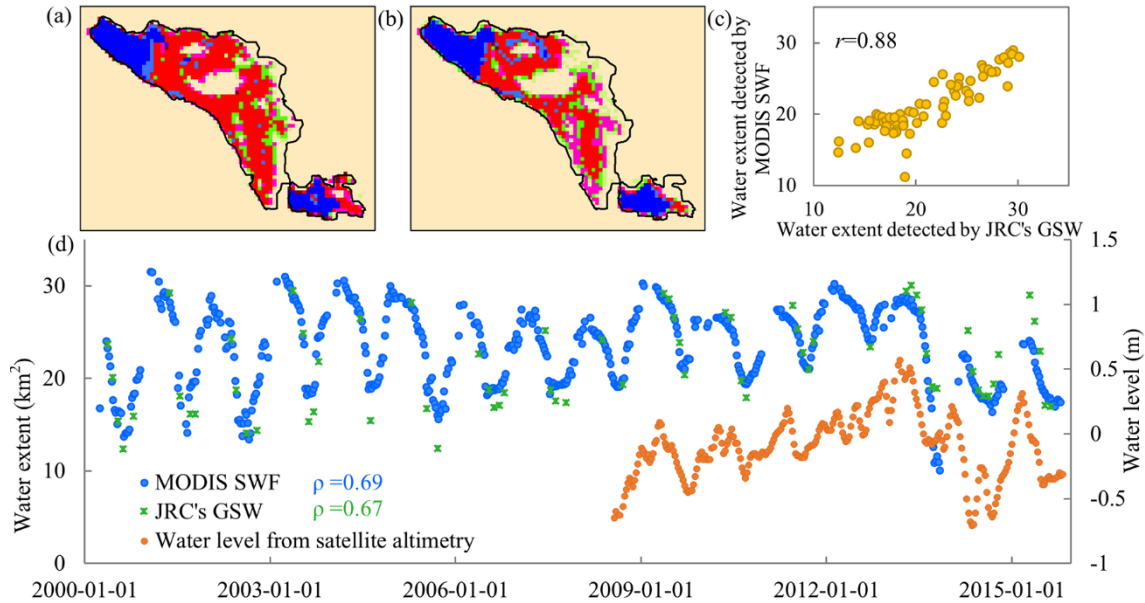 (a)
(b)
(c)
Water extent detected by
MODIS SWF
30
20
10
r=0.88
10
20
30
Water extent detected by JRC's GSW
(d)
Water extent (km2)
30
20
10
0
MODIS SWF ρ =0.69
JRC's GSW ρ =0.67
Water level from satellite altimetry
1.5
1
0.5
0
-0.5
-1
Water level (m)
2000-01-01
2003-01-01
2006-01-01
2009-01-01
2012-01-01
2015-01-01